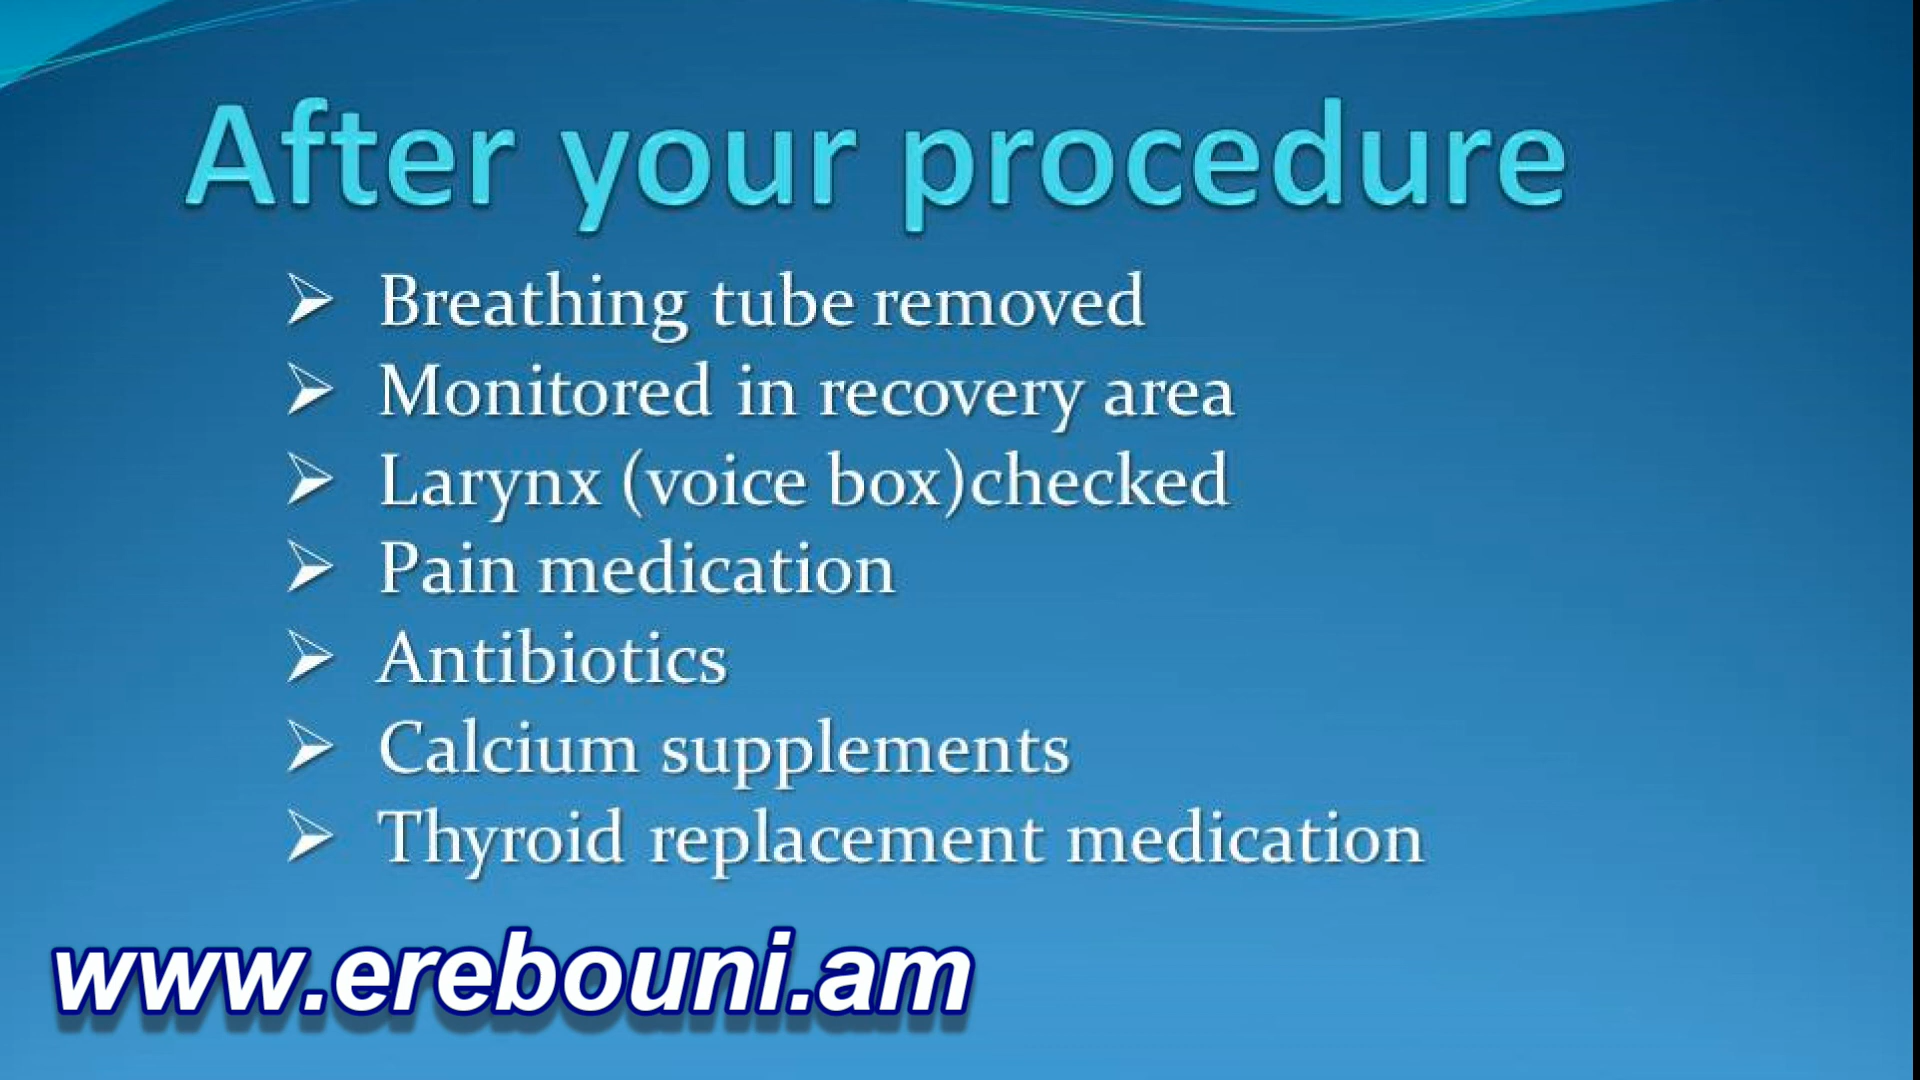 After your procedure
➢ Breathing tube removed
➢ Monitored in recovery area
➢ Larynx (voice box)checked
➢ Pain medication
➢ Antibiotics
➢ Calcium supplements
➢ Thyroid replacement medication
www.erebouni.am